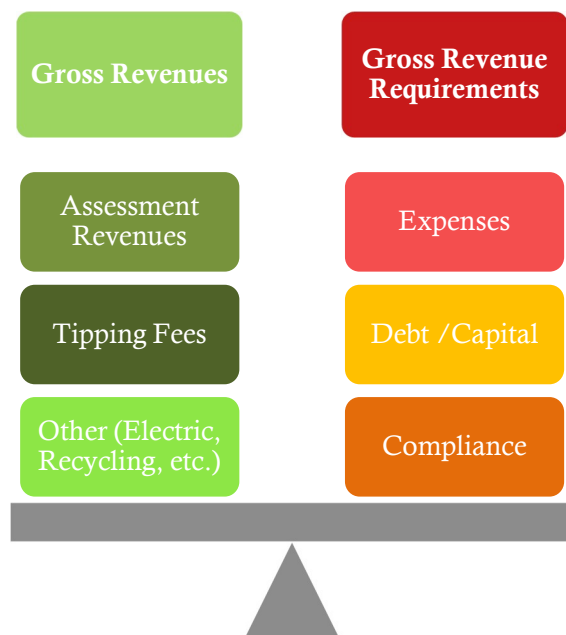 Gross Revenues
Gross Revenue
Requirements
Assessment
Revenues
Expenses
Tipping Fees
Debt /Capital
Other (Electric,
Recycling, etc.)
Compliance